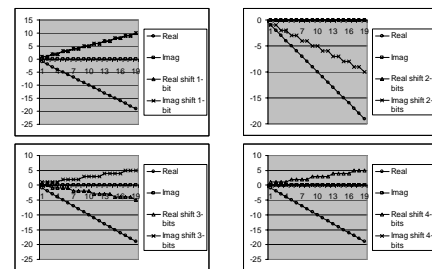 15
10
5
0
-5
-10
-15
-20
-25
1 4 7 10 13 16 19
Real
Imag
Real shift 1-
bit
Imag shift 1-
bit
0
-5
-10
-15
-20
1 4 7 10 13 16 19
Real
Imag
Real shift 2-
bits
Imag shift 2-
bits
10
5
0
-5
-10
-15
-20
-25
1 4 7 10 13 16 19
Real
Imag
Real shift 3-
bits
Imag shift 3-
bits
10
5
0
-5
-10
-15
-20
-25
1 4 7 10 13 16 19
Real
Imag
Real shift 4-
bits
Imag shift 4-
bits